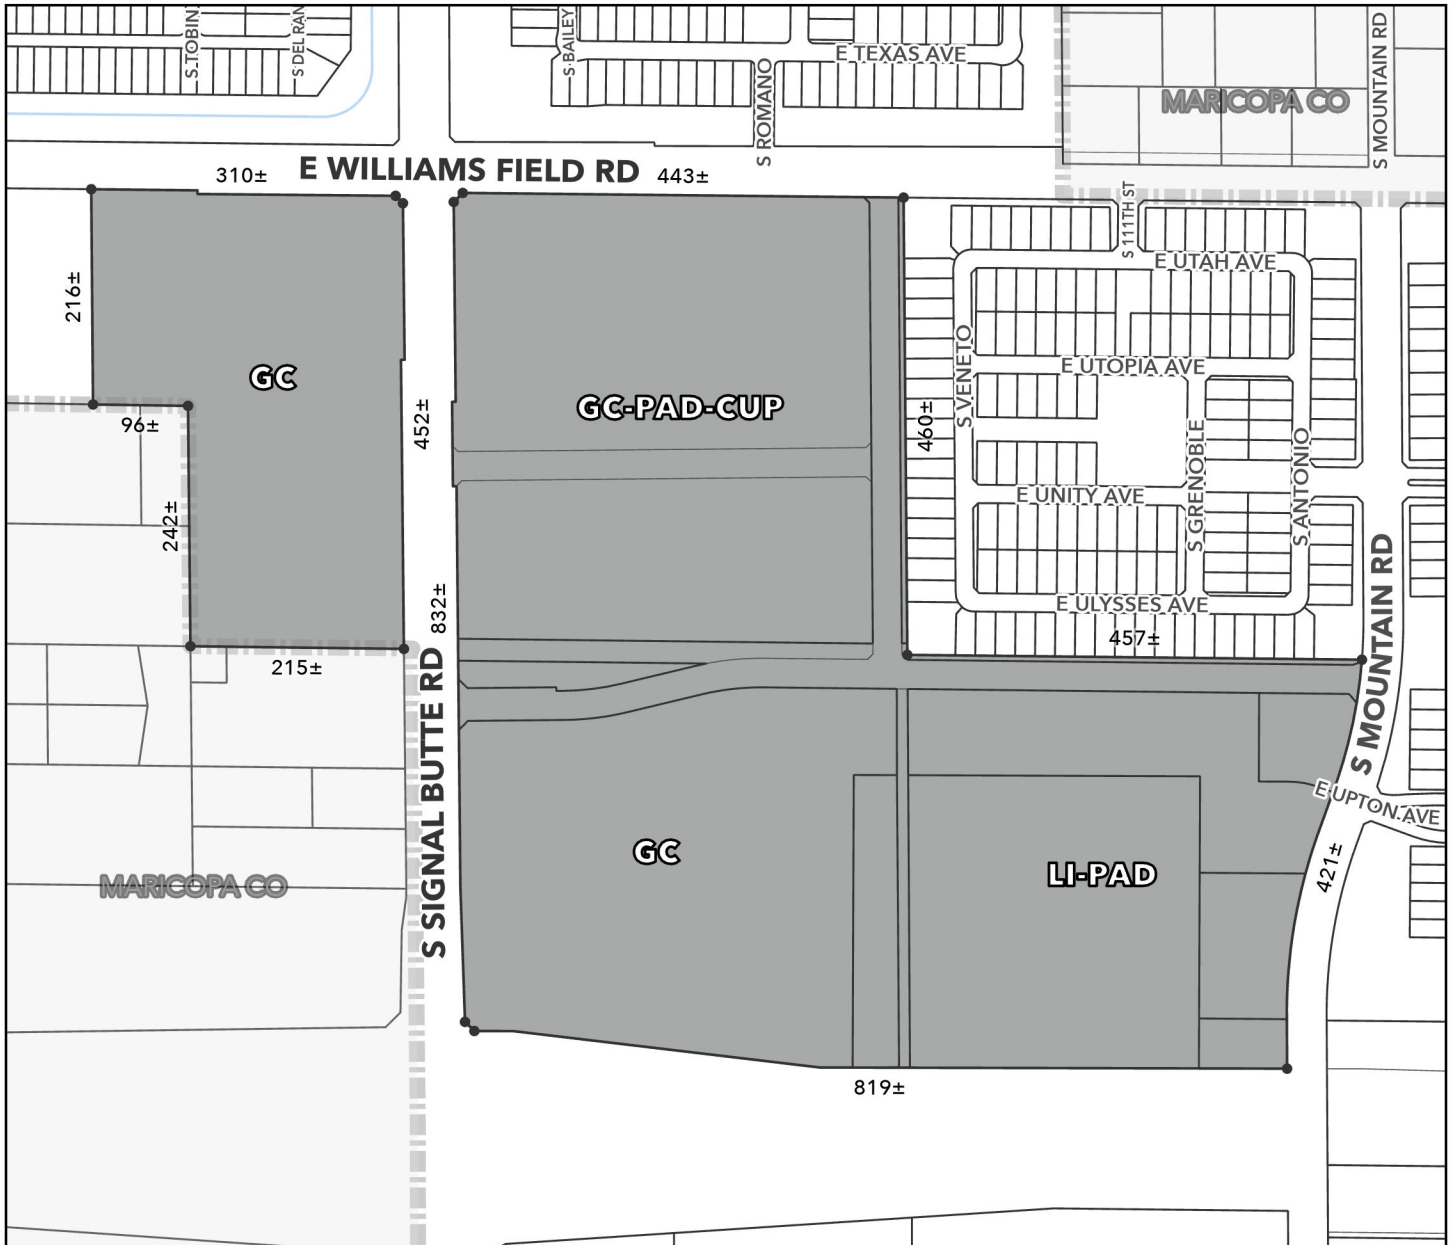 S TOBIN
S DEL RAN
S BAILEY
E TEXAS AVE
S ROMANO
MARICOPA CO
S MOUNTAIN RD
E WILLIAMS FIELD RD
310±
443±
S 111TH ST
E UTAH AVE
216±
GC
GC-PAD-CUP
S VENETO
E UTOPIA AVE
96±
452±
460±
S GRENOBLE
S ANTONIO
E UNITY AVE
242±
832±
E ULYSSES AVE
457±
215±
S SIGNAL BUTTE RD
S MOUNTAIN RD
E UPTON AVE
GC
LI-PAD
421±
MARICOPA CO
819±